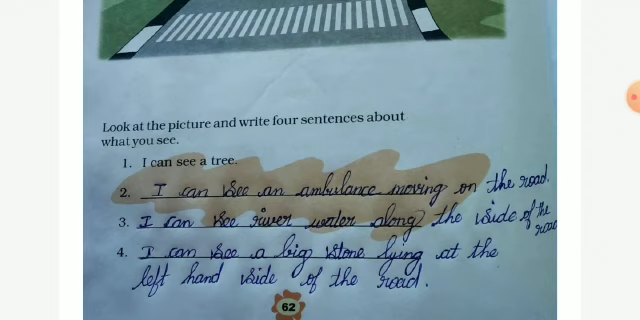 Look at the picture and write four sentences about
what you see.
1. I can see a tree.
2. I can see an ambulance moving on the road.
3. I can see river water along the side of the road
4. I can see a big stone lying at the
left hand side of the road.
62